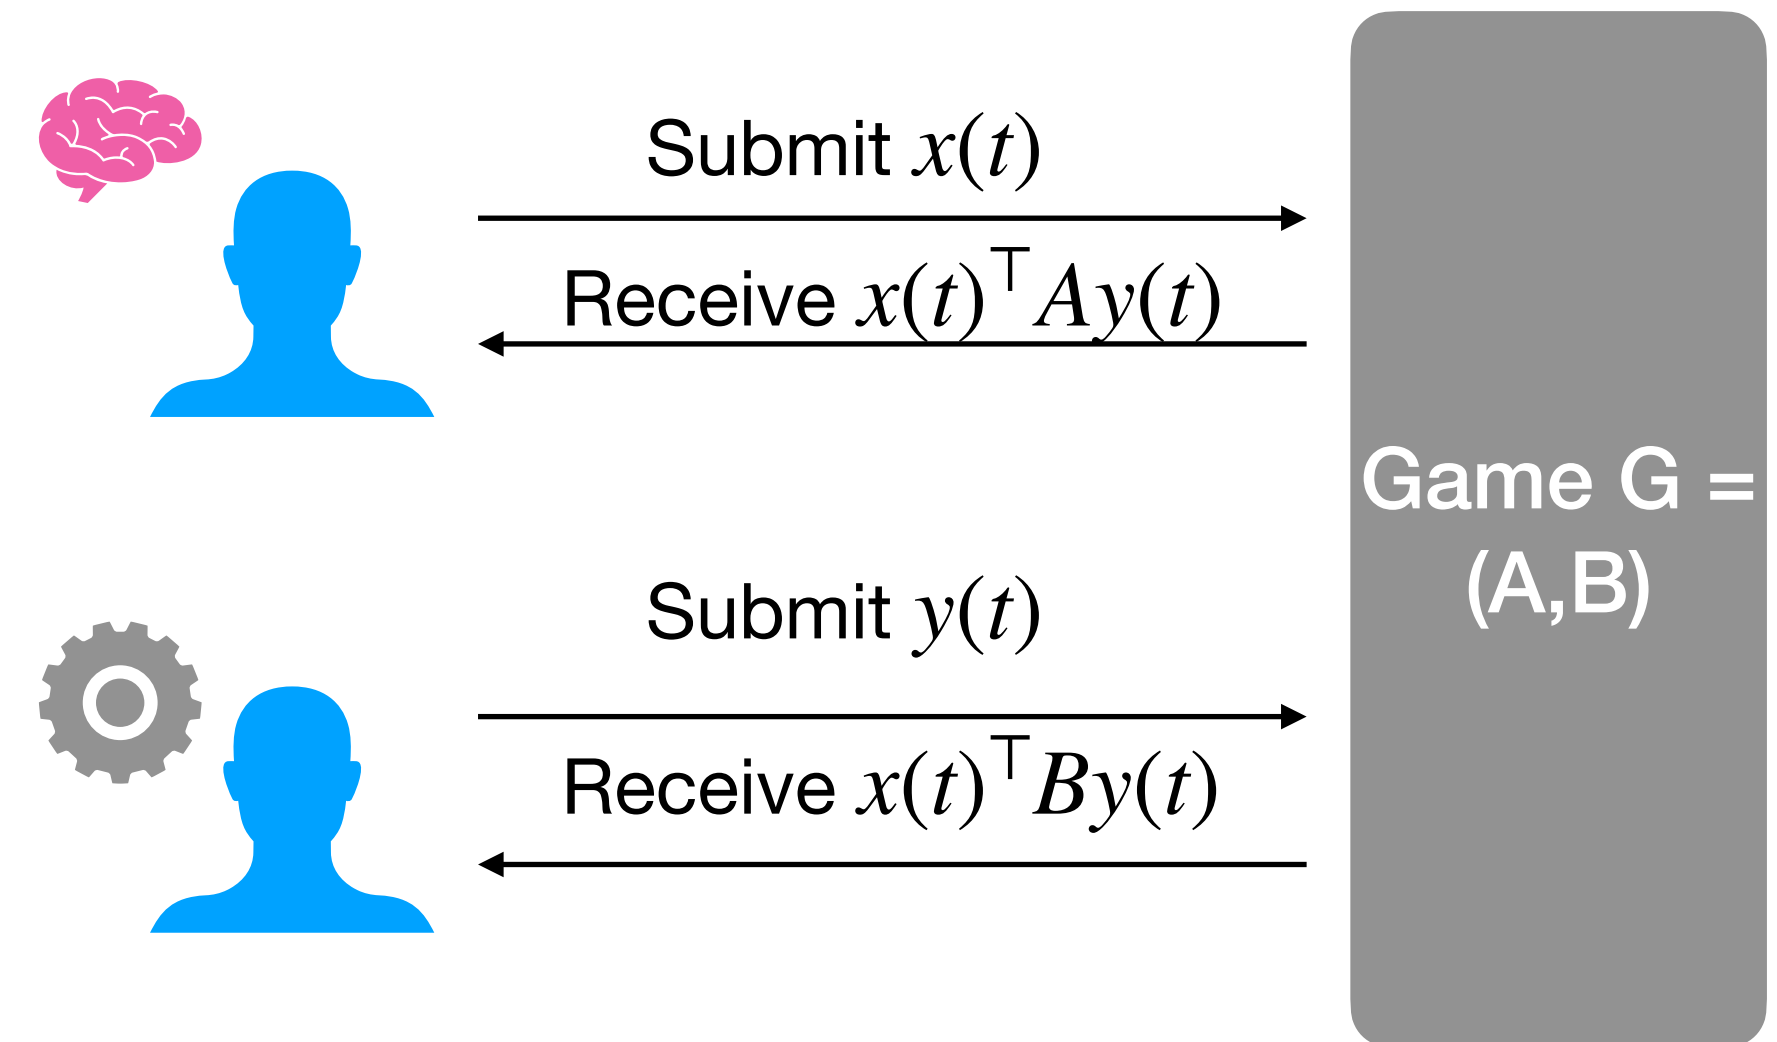 Submit x(t)
Receive x(t)⊤Ay(t)
Game G =
(A,B)
Submit y(t)
Receive x(t)⊤By(t)